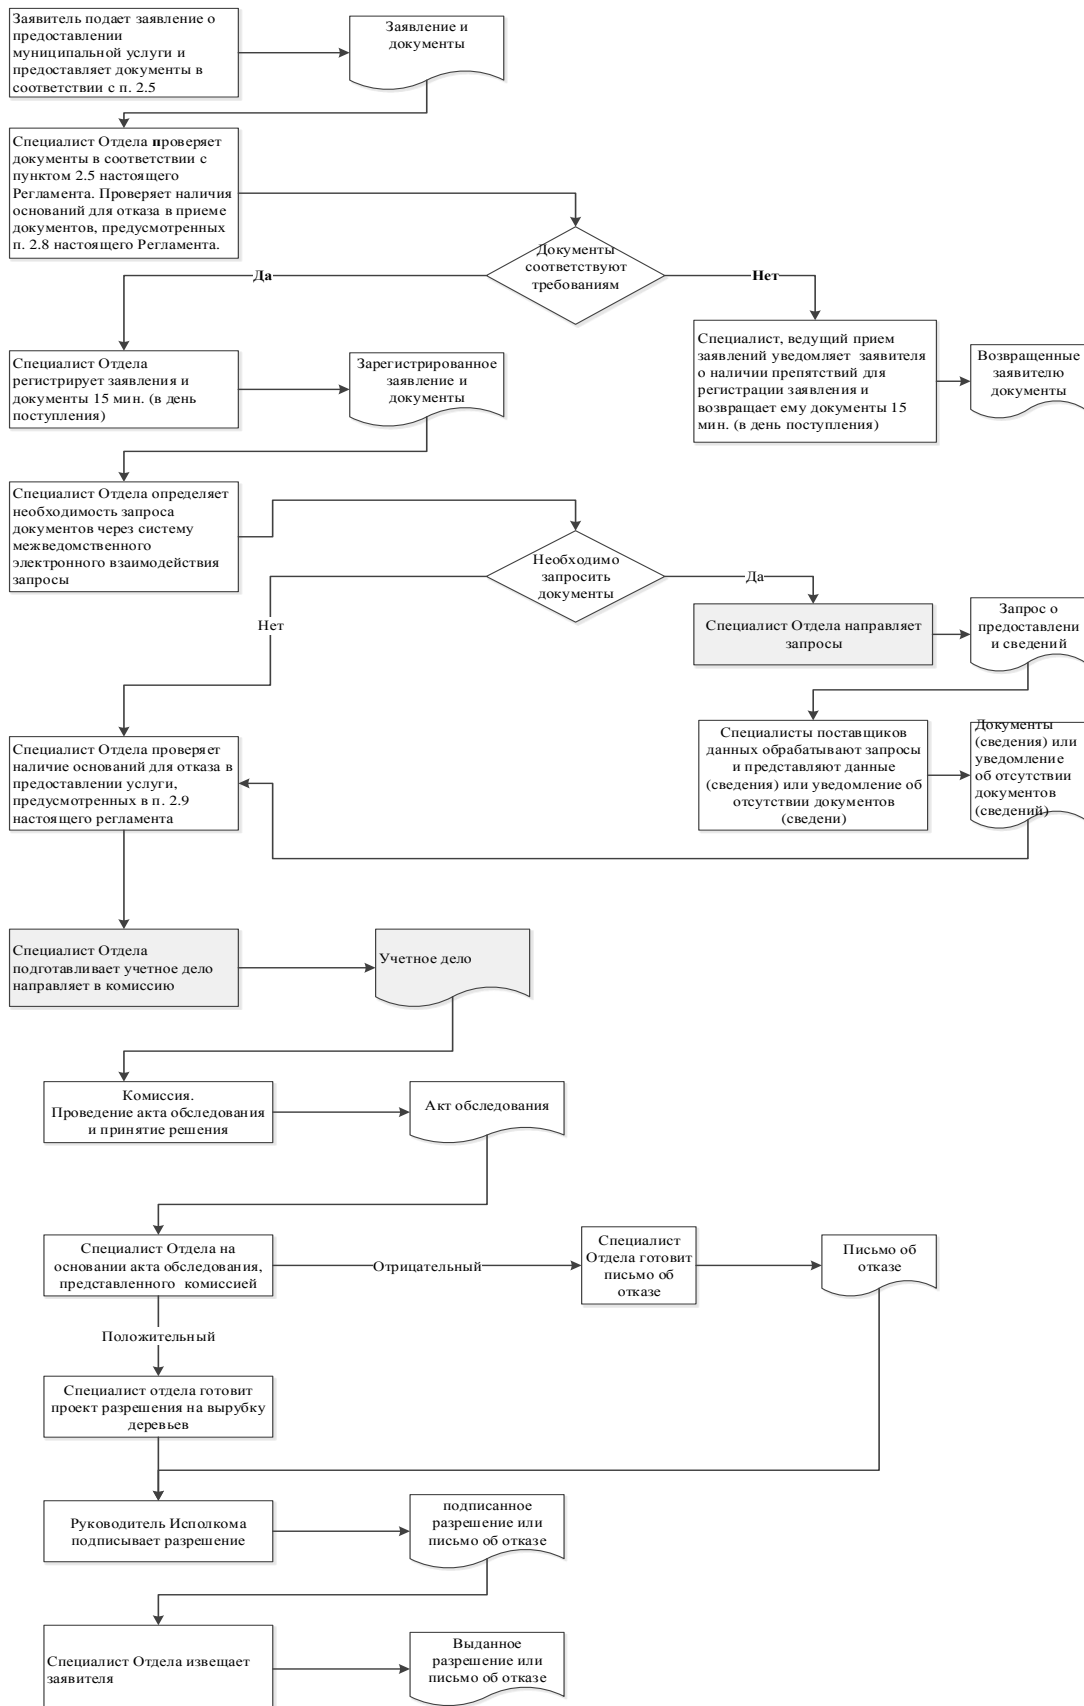 Заявитель подает заявление о
предоставлении
муниципальной услуги и
предоставляет документы в
соответствии с п. 2.5
Заявление и
документы
Специалист Отдела проверяет
документы в соответствии с
пунктом 2.5 настоящего
Регламента. Проверяет наличия
оснований для отказа в приеме
документов, предусмотренных
п. 2.8 настоящего Регламента.
Документы
соответствуют
требованиям
Да
Нет
Специалист Отдела
регистрирует заявления и
документы 15 мин. (в день
поступления)
Зарегистрированное
заявление и
документы
Специалист, ведущий прием
заявлений уведомляет заявителя
о наличии препятствий для
регистрации заявления и
возвращает ему документы 15
мин. (в день поступления)
Возвращенные
заявителю
документы
Специалист Отдела определяет
необходимость запроса
документов через систему
межведомственного
электронного взаимодействия
запросы
Необходимо
запросить
документы
Да
Нет
Специалист Отдела направляет
запросы
Запрос о
предоставлени
и сведений
Специалист Отдела проверяет
наличие оснований для отказа в
предоставлении услуги,
предусмотренных в п. 2.9
настоящего регламента
Специалисты поставщиков
данных обрабатывают запросы
и представляют данные
(сведения) или уведомление об
отсутствии документов
(сведени)
Документы
(сведения) или
уведомление
об отсутствии
документов
(сведений)
Специалист Отдела
подготавливает учетное дело
направляет в комиссию
Учетное дело
Комиссия.
Проведение акта обследования
и принятие решения
Акт обследования
Специалист Отдела на
основании акта обследования,
представленного комиссией
Отрицательный
Специалист
Отдела готовит
письмо об
отказе
Письмо об
отказе
Положительный
Специалист отдела готовит
проект разрешения на вырубку
деревьев
Руководитель Исполкома
подписывает разрешение
подписанное
разрешение или
письмо об отказе
Специалист Отдела извещает
заявителя
Выданное
разрешение или
письмо об отказе